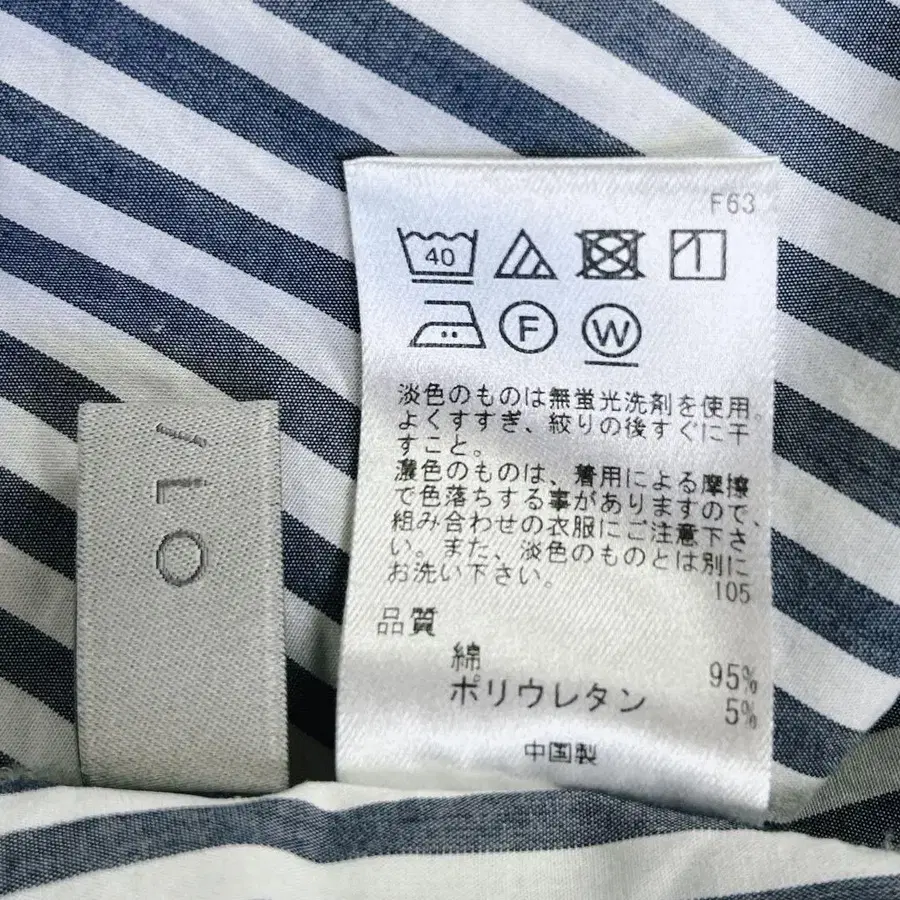 F63
40
F
W
淡色のものは無蛍光洗剤を使用。
よくすすぎ、絞りの後すぐに干
すこと。
濃色のものは、着用による摩擦
で色落ちする事がありますので、
組み合わせの衣服にご注意下さ
い。また、淡色のものとは別に
お洗い下さい。
105
品質
綿 95%
ポリウレタン 5%
中国製